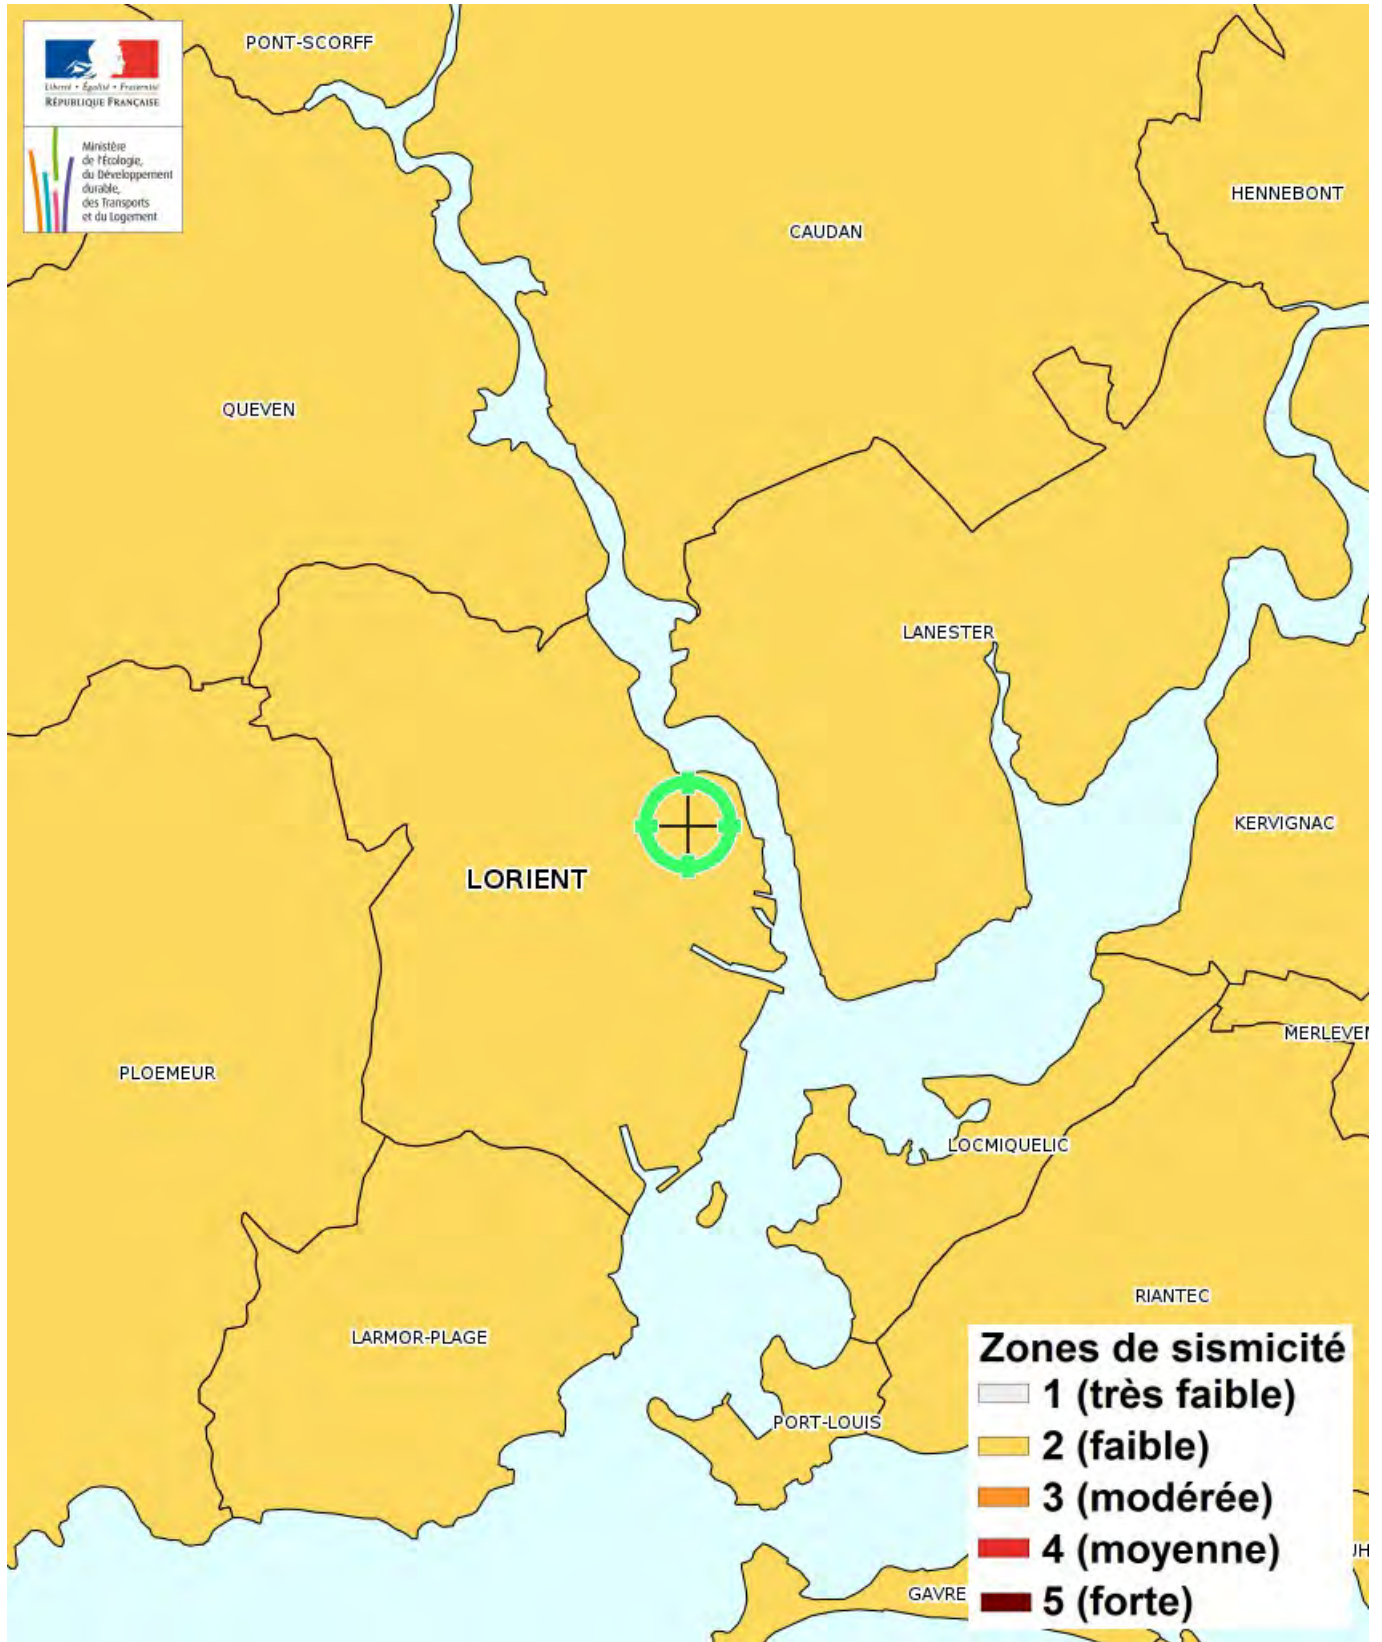 PONT-SCORFF
Liberté • Égalité • Fraternité
RÉPUBLIQUE FRANÇAISE
Ministère
de l'Écologie,
du Développement
durable,
des Transports
et du Logement
HENNEBONT
CAUDAN
QUEVEN
LANESTER
KERVIGNAC
LORIENT
MERLEVEN
PLOEMEUR
LOCMIQUELIC
RIANTEC
LARMOR-PLAGE
PORT-LOUIS
Zones de sismicité
1 (très faible)
2 (faible)
3 (modérée)
4 (moyenne)
5 (forte)
GAVRE